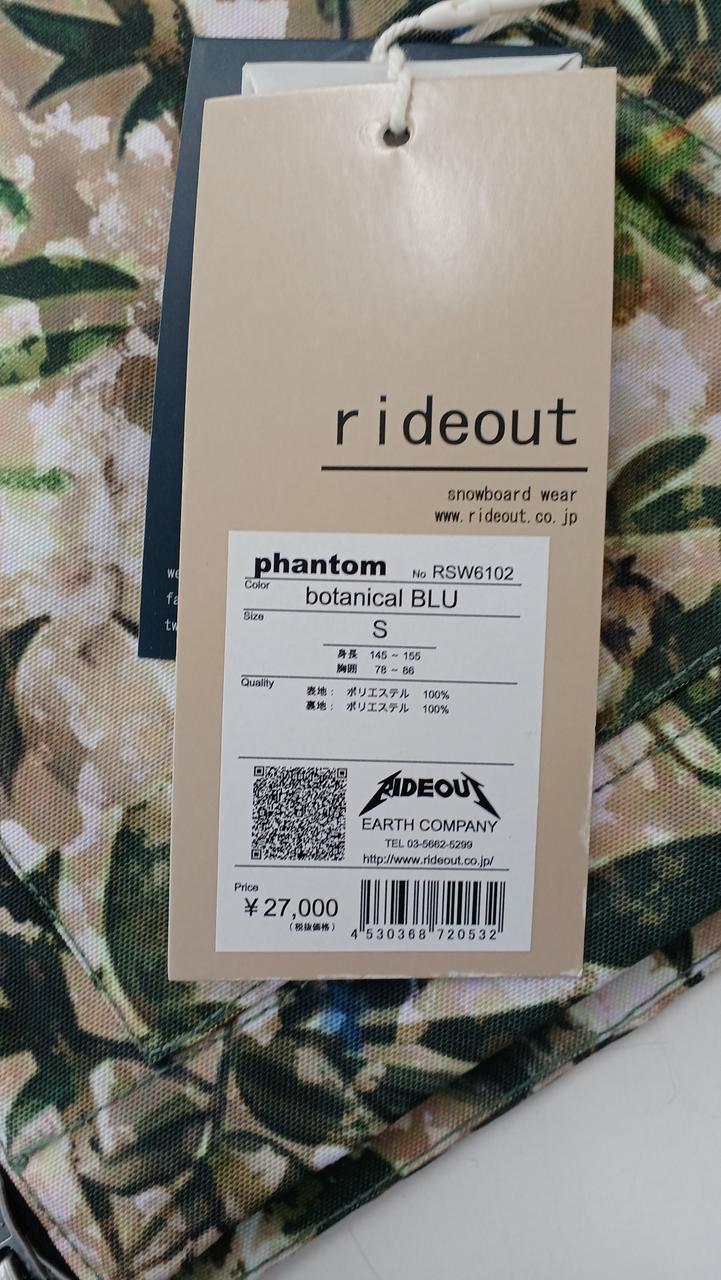 rideout
snowboard wear
www.rideout.co.jp
phantom No RSW6102
Color
botanical BLU
Size
S
身長 145 ~ 155
胸囲 78 ~ 86
Quality
表地： ポリエステル 100%
裏地： ポリエステル 100%
RIDEOUT
EARTH COMPANY
TEL 03-5662-5299
http://www.rideout.co.jp/
Price
￥27,000
（税抜価格）
4 530368 720532